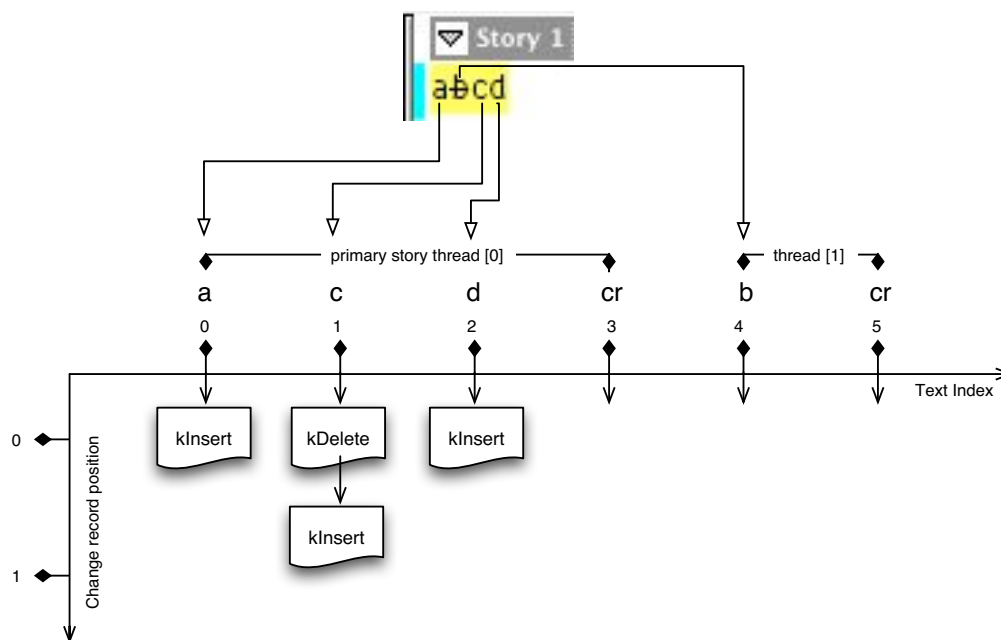 Story 1
abcd
primary story thread [0]
thread [1]
a c d cr b cr
0 1 2 3 4 5
Text Index
0
kInsert kDelete kInsert
Change record position
kInsert
1